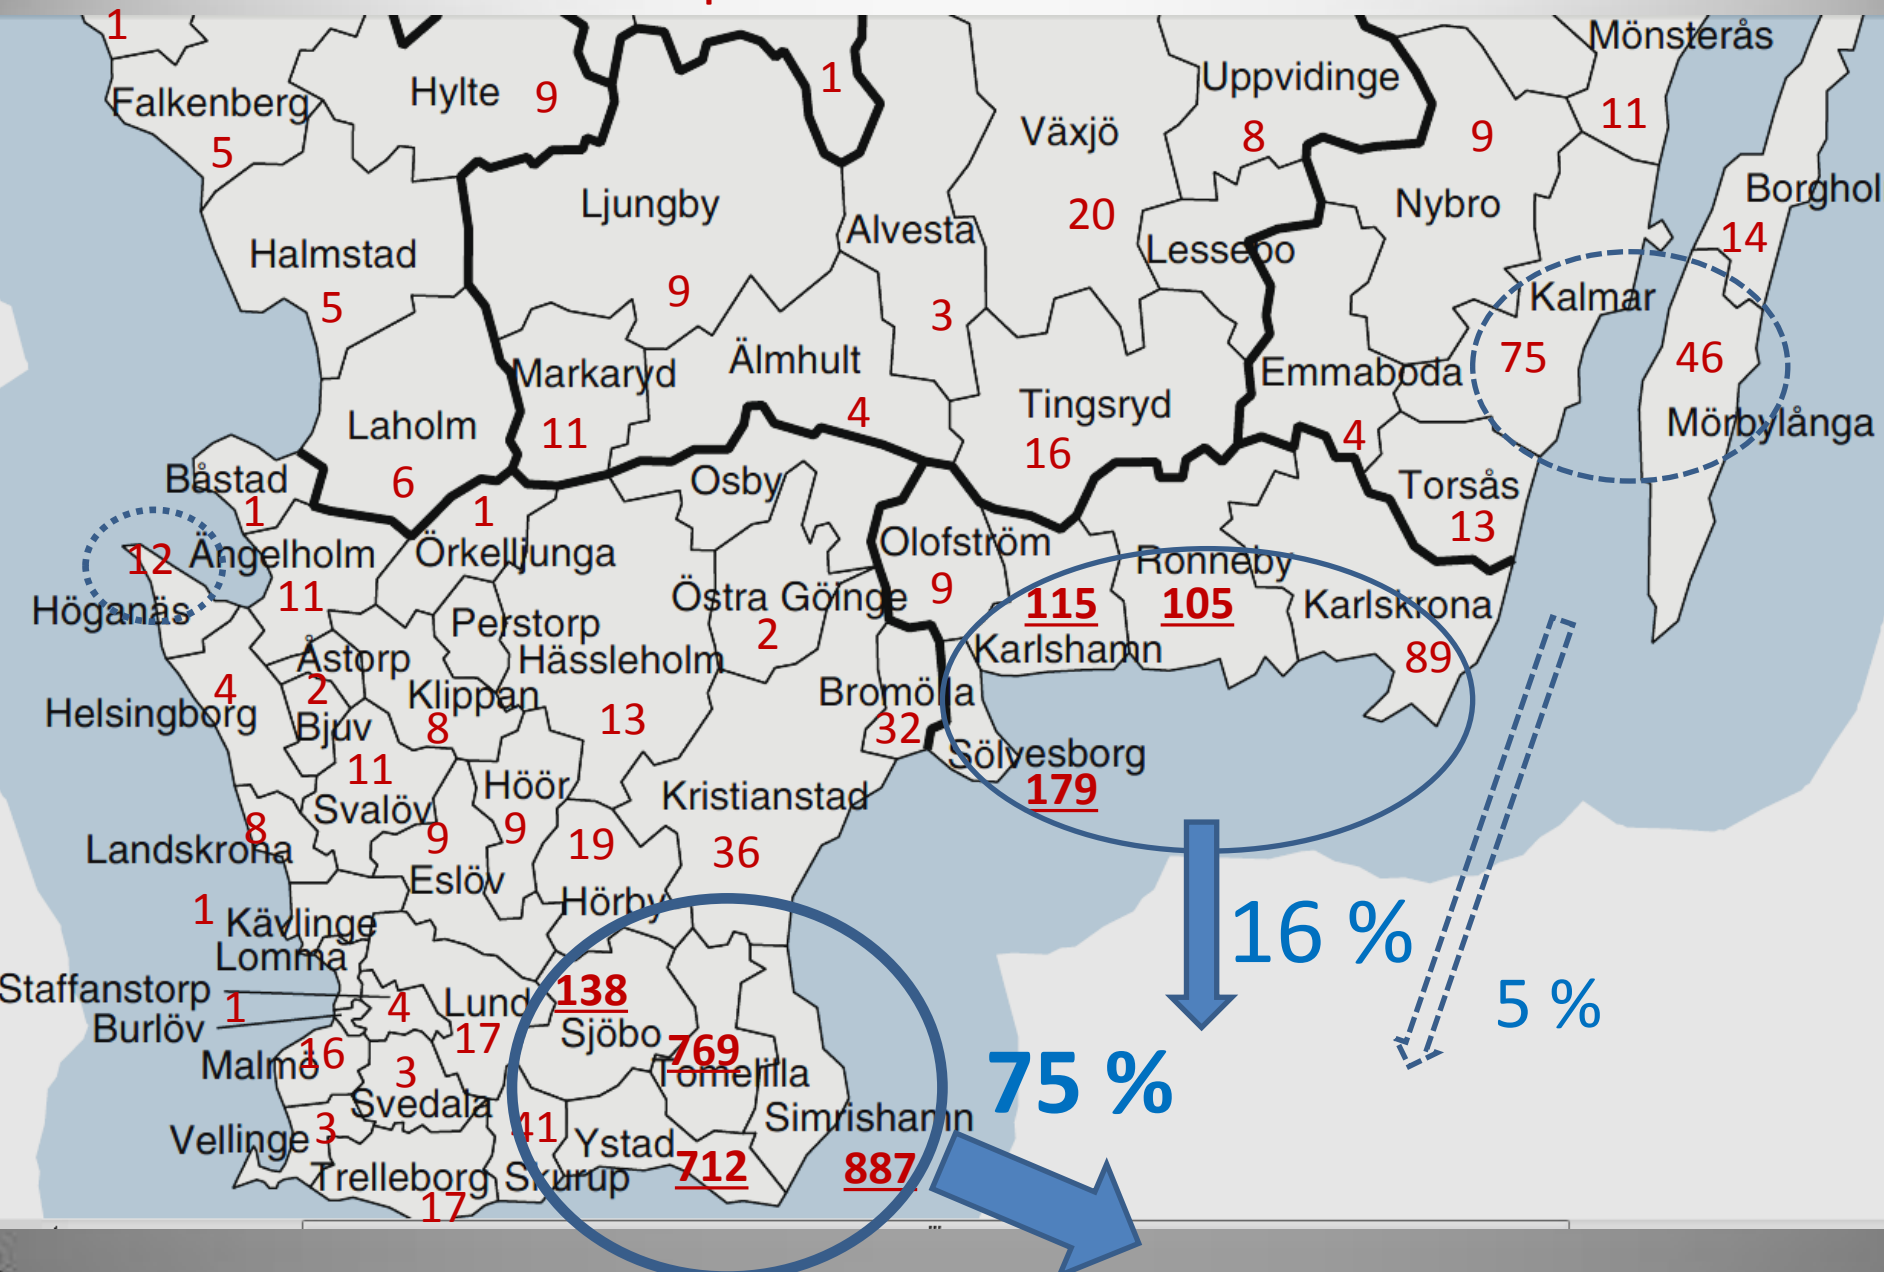 1
Mönsterås
Uppvidinge
Hylte
9
1
Falkenberg
11
Växjö
8
9
5
Borghol
Ljungby
Nybro
20
Alvesta
14
Halmstad
Lessebo
9
Kalmar
5
3
Älmhult
75
46
Markaryd
Emmaboda
Tingsryd
4
Laholm
11
Mörbylånga
4
16
Båstad
6
Osby
Torsås
1
1
13
Olofström
12
Ängelholm
Örkelljunga
Ronneby
9
Östra Göinge
11
115
105
Karlskrona
Höganäs
Perstorp
2
Karlshamn
89
Åstorp
Hässleholm
4
2
Klippan
Bromölla
Helsingborg
Bjuv
8
13
32
Sölvesborg
11
Höör
179
Kristianstad
Svalöv
8
9
9
19
36
Landskrona
Eslöv
Hörby
1
Kävlinge
16 %
Lomma
Staffanstorp
138
1
4
Lund
5 %
Burlöv
Sjöbo
17
769
16
Malmö
3
Tomelilla
75 %
Svedala
Simrishamn
3
41
Vellinge
Ystad
712
887
Trelleborg
Skurup
17